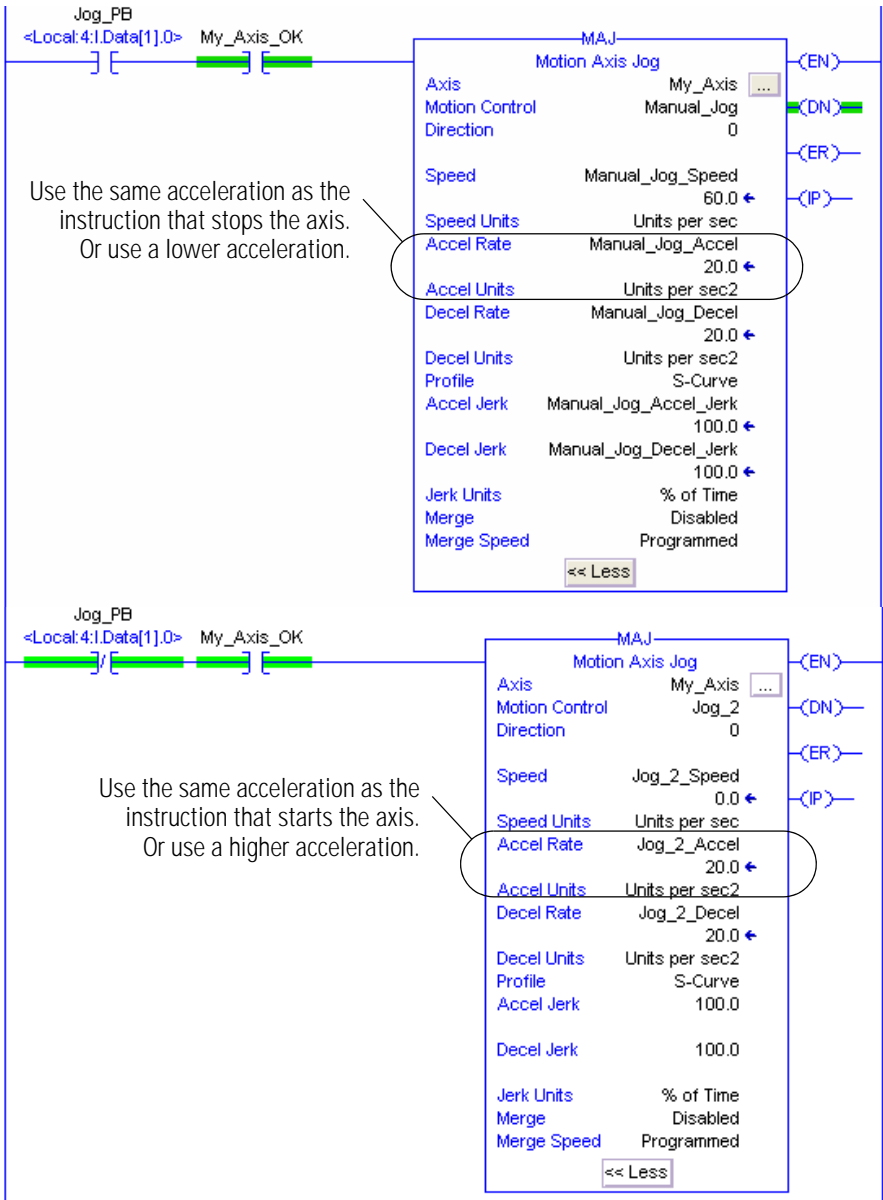 Jog_PB
<Local:4:I.Data[1].0> My_Axis_OK
MAJ
Motion Axis Jog
Axis My_Axis ...
Motion Control Manual_Jog
Direction 0
Speed Manual_Jog_Speed
60.0
Speed Units Units per sec
Accel Rate Manual_Jog_Accel
20.0
Accel Units Units per sec2
Decel Rate Manual_Jog_Decel
20.0
Decel Units Units per sec2
Profile S-Curve
Accel Jerk Manual_Jog_Accel_Jerk
100.0
Decel Jerk Manual_Jog_Decel_Jerk
100.0
Jerk Units % of Time
Merge Disabled
Merge Speed Programmed
<< Less
EN
DN
ER
IP
Use the same acceleration as the
instruction that stops the axis.
Or use a lower acceleration.
Jog_PB
<Local:4:I.Data[1].0> My_Axis_OK
MAJ
Motion Axis Jog
Axis My_Axis ...
Motion Control Jog_2
Direction 0
Speed Jog_2_Speed
0.0
Speed Units Units per sec
Accel Rate Jog_2_Accel
20.0
Accel Units Units per sec2
Decel Rate Jog_2_Decel
20.0
Decel Units Units per sec2
Profile S-Curve
Accel Jerk 100.0
Decel Jerk 100.0
Jerk Units % of Time
Merge Disabled
Merge Speed Programmed
<< Less
EN
DN
ER
IP
Use the same acceleration as the
instruction that starts the axis.
Or use a higher acceleration.